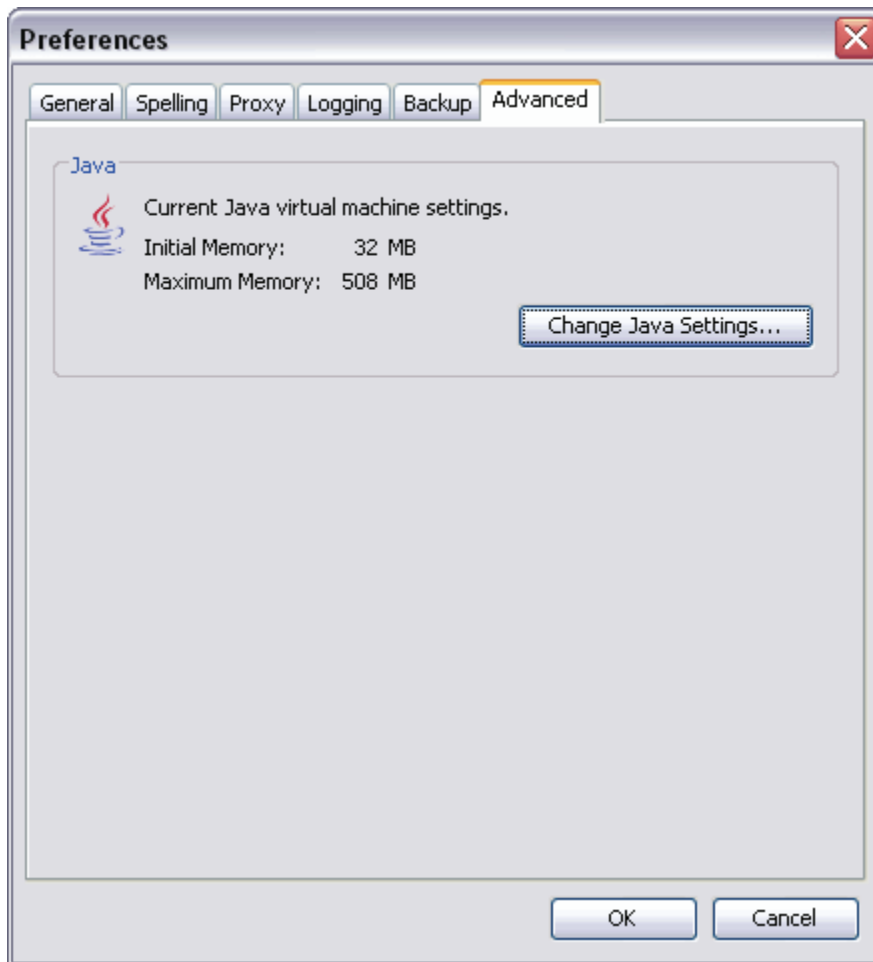 Preferences
General Spelling Proxy Logging Backup Advanced
Java
Current Java virtual machine settings.
Initial Memory: 32 MB
Maximum Memory: 508 MB
Change Java Settings...
OK Cancel